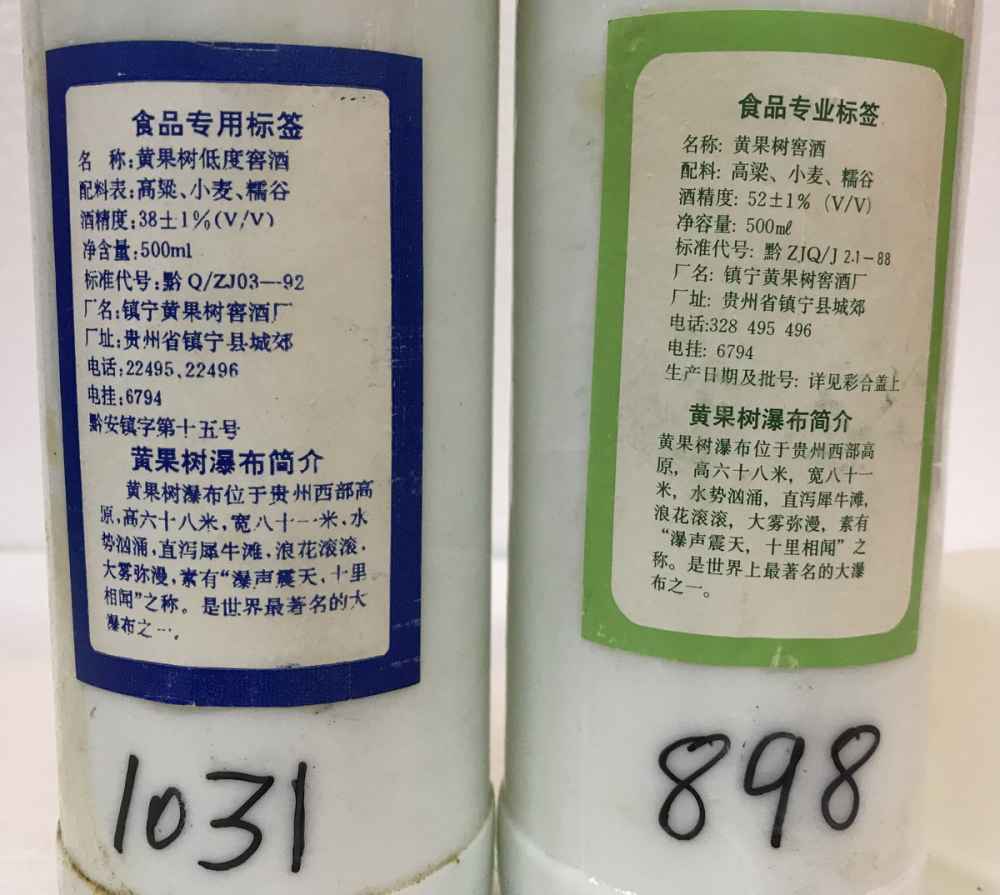 食品专用标签
名 称:黄果树低度窖酒
配料表:高粱、小麦、糯谷
酒精度:38±1%(V/V)
净含量:500ml
标准代号:黔Q/ZJ03—92
厂名:镇宁黄果树窖酒厂
厂址:贵州省镇宁县城郊
电话:22495、22496
电挂:6794
黔安镇字第十五号
黄果树瀑布简介
黄果树瀑布位于贵州西部高
原,高六十八米,宽八十一米,水
势汹涌,直泻犀牛滩,浪花滚滚,
大雾弥漫,素有“瀑声震天,十里
相闻”之称。是世界最著名的大
瀑布之一。
1031
食品专业标签
名称: 黄果树窖酒
配料: 高粱、小麦、糯谷
酒精度: 52±1% (V/V)
净容量: 500ml
标准代号: 黔ZJQ/J 2.1-88
厂名: 镇宁黄果树窖酒厂
厂址: 贵州省镇宁县城郊
电话:328 495 496
电挂: 6794
生产日期及批号: 详见彩合盖上
黄果树瀑布简介
黄果树瀑布位于贵州西部高
原, 高六十八米, 宽八十一
米, 水势汹涌, 直泻犀牛滩,
浪花滚滚, 大雾弥漫, 素有
“瀑声震天, 十里相闻”之
称。是世界上最著名的大瀑
布之一。
898